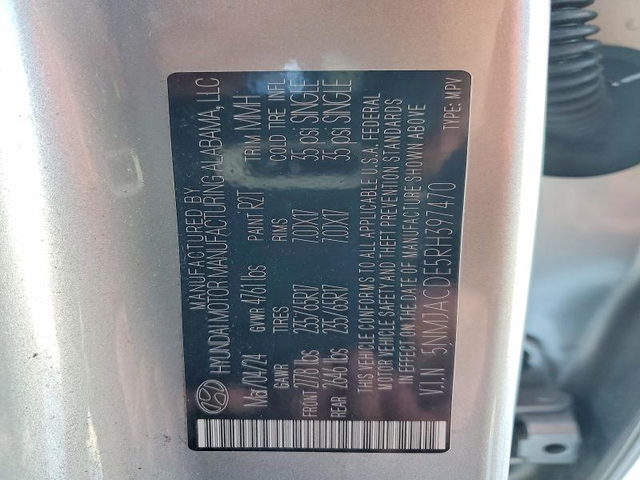 MANUFACTURED BY
HYUNDAI MOTOR MANUFACTURING ALABAMA, LLC
Mar/04/24 GVWR 4761 lbs PAINT R2T TRIM MMH
GAWR TIRES RIMS COLD TIRE INFL
FRONT 2778 lbs 235/65R17 7.0DX17 35 psi SINGLE
REAR 2646 lbs 235/65R17 7.0DX17 35 psi SINGLE
THIS VEHICLE CONFORMS TO ALL APPLICABLE U.S.A. FEDERAL
MOTOR VEHICLE SAFETY AND THEFT PREVENTION STANDARDS
IN EFFECT ON THE DATE OF MANUFACTURE SHOWN ABOVE
V.I.N 5NMJACDE5RH397470 TYPE: MPV